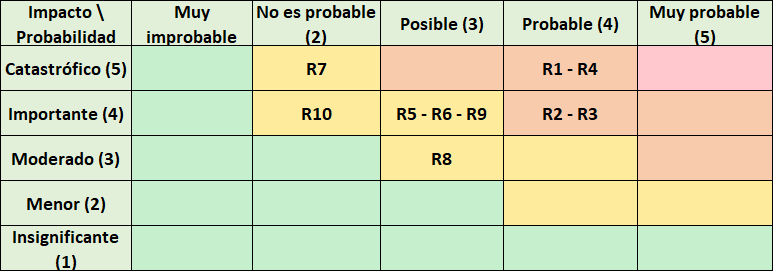 Impacto \ Probabilidad
Muy improbable
No es probable (2)
Posible (3)
Probable (4)
Muy probable (5)
Catastrófico (5)
R7
R1 - R4
Importante (4)
R10
R5 - R6 - R9
R2 - R3
Moderado (3)
R8
Menor (2)
Insignificante (1)